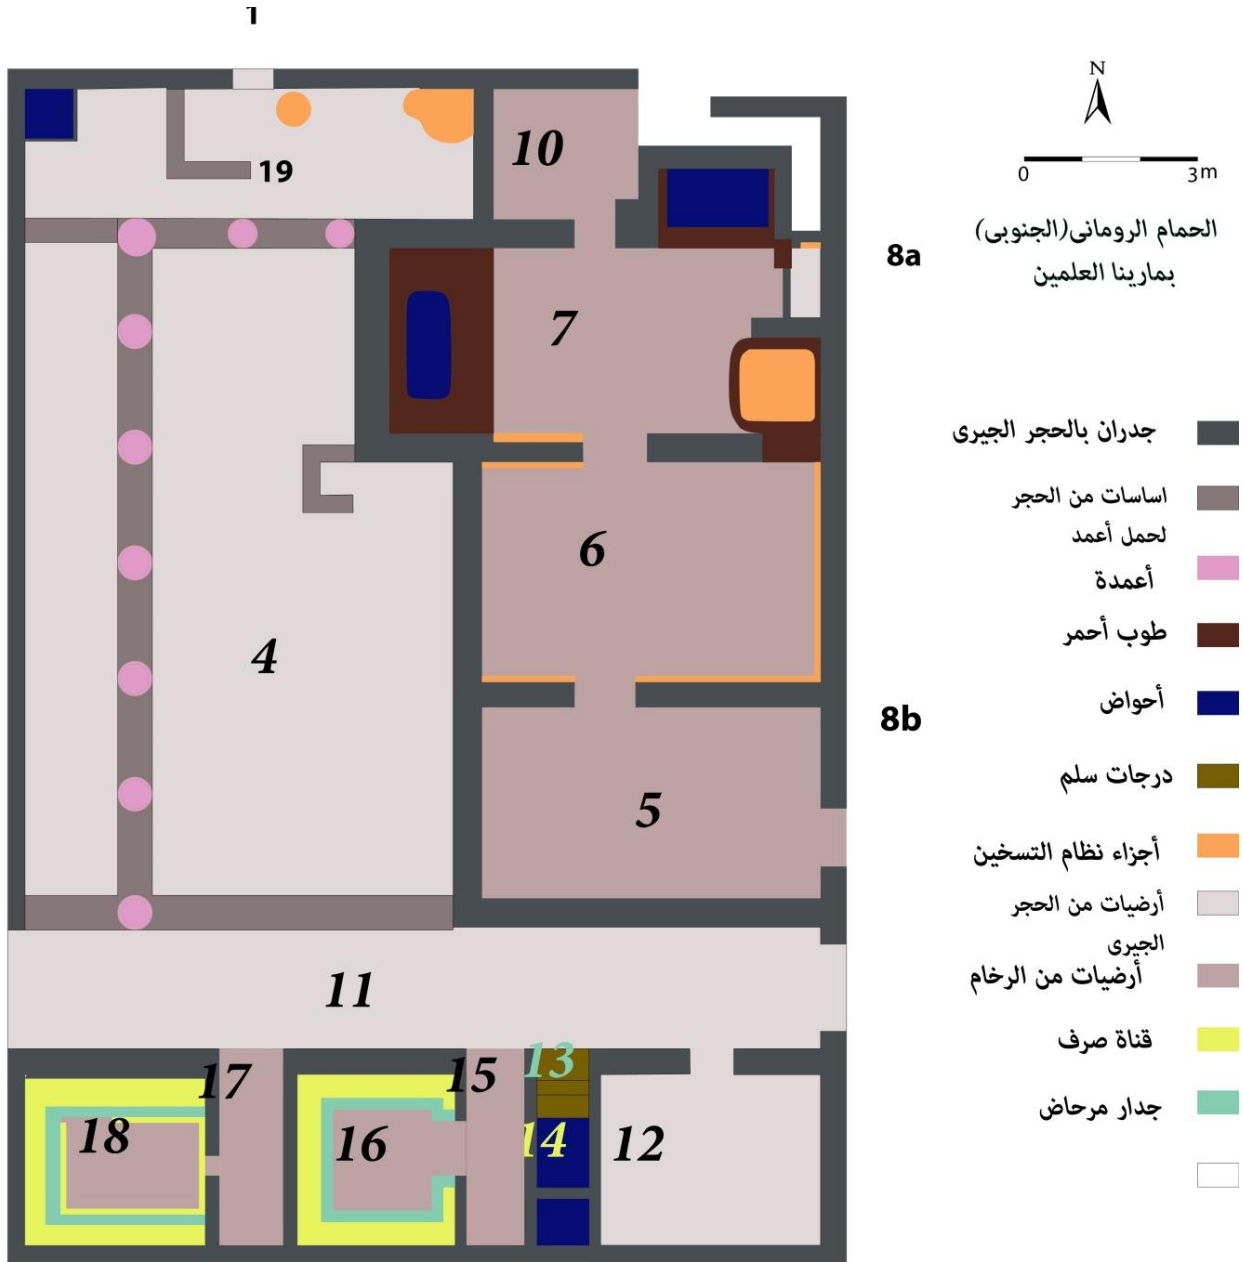 1
N
0 3m
الحمام الرومانى(الجنوبى)
بمارينا العلمين
19
10
8a
7
جدران بالحجر الجيرى
اساسات من الحجر
لحمل أعمد
أعمدة
6
طوب أحمر
4
أحواض
8b
درجات سلم
5
أجزاء نظام التسخين
أرضيات من الحجر
الجيرى
أرضيات من الرخام
11
قناة صرف
13
15
17
جدار مرحاض
18
16
14
12